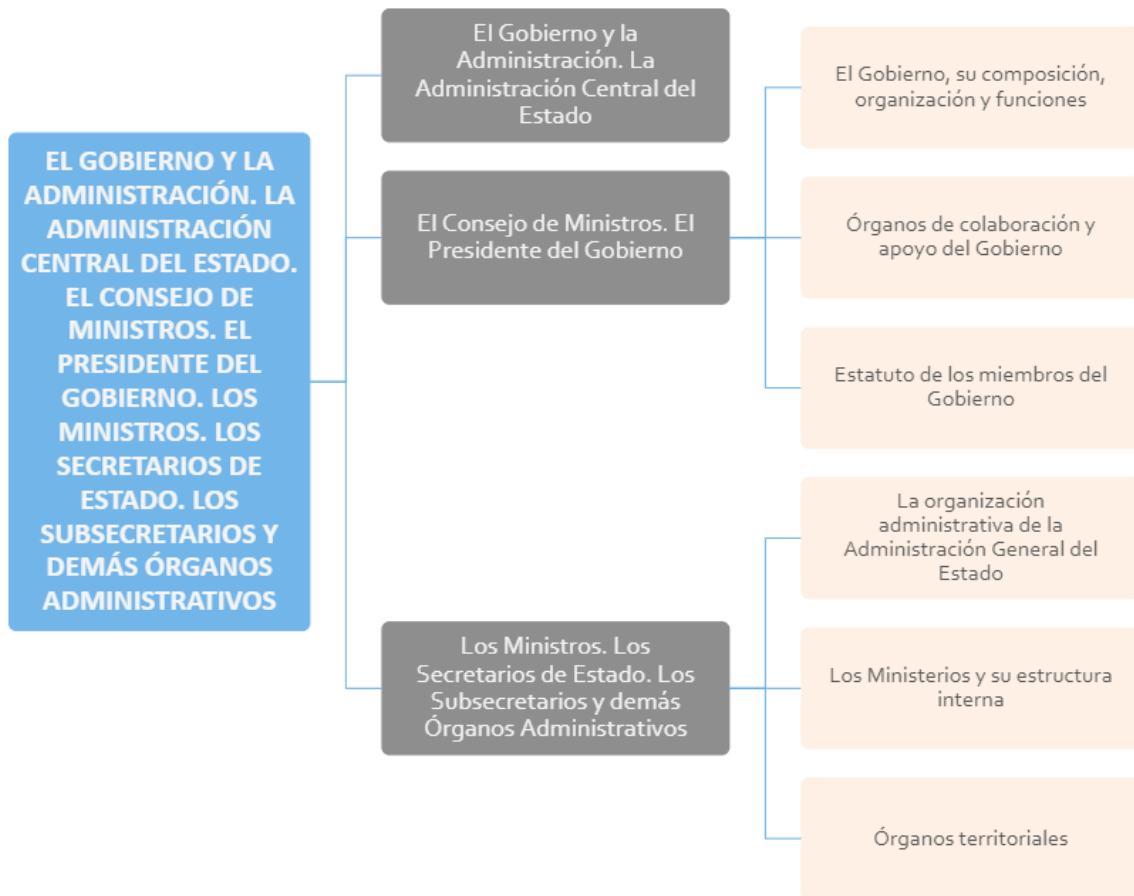 EL GOBIERNO Y LA
ADMINISTRACIÓN. LA
ADMINISTRACIÓN
CENTRAL DEL ESTADO.
EL CONSEJO DE
MINISTROS. EL
PRESIDENTE DEL
GOBIERNO. LOS
MINISTROS. LOS
SECRETARIOS DE
ESTADO. LOS
SUBSECRETARIOS Y
DEMÁS ÓRGANOS
ADMINISTRATIVOS
El Gobierno y la
Administración. La
Administración Central del
Estado
El Consejo de Ministros. El
Presidente del Gobierno
El Gobierno, su composición,
organización y funciones
Órganos de colaboración y
apoyo del Gobierno
Estatuto de los miembros del
Gobierno
Los Ministros. Los
Secretarios de Estado. Los
Subsecretarios y demás
Órganos Administrativos
La organización
administrativa de la
Administración General del
Estado
Los Ministerios y su estructura
interna
Órganos territoriales